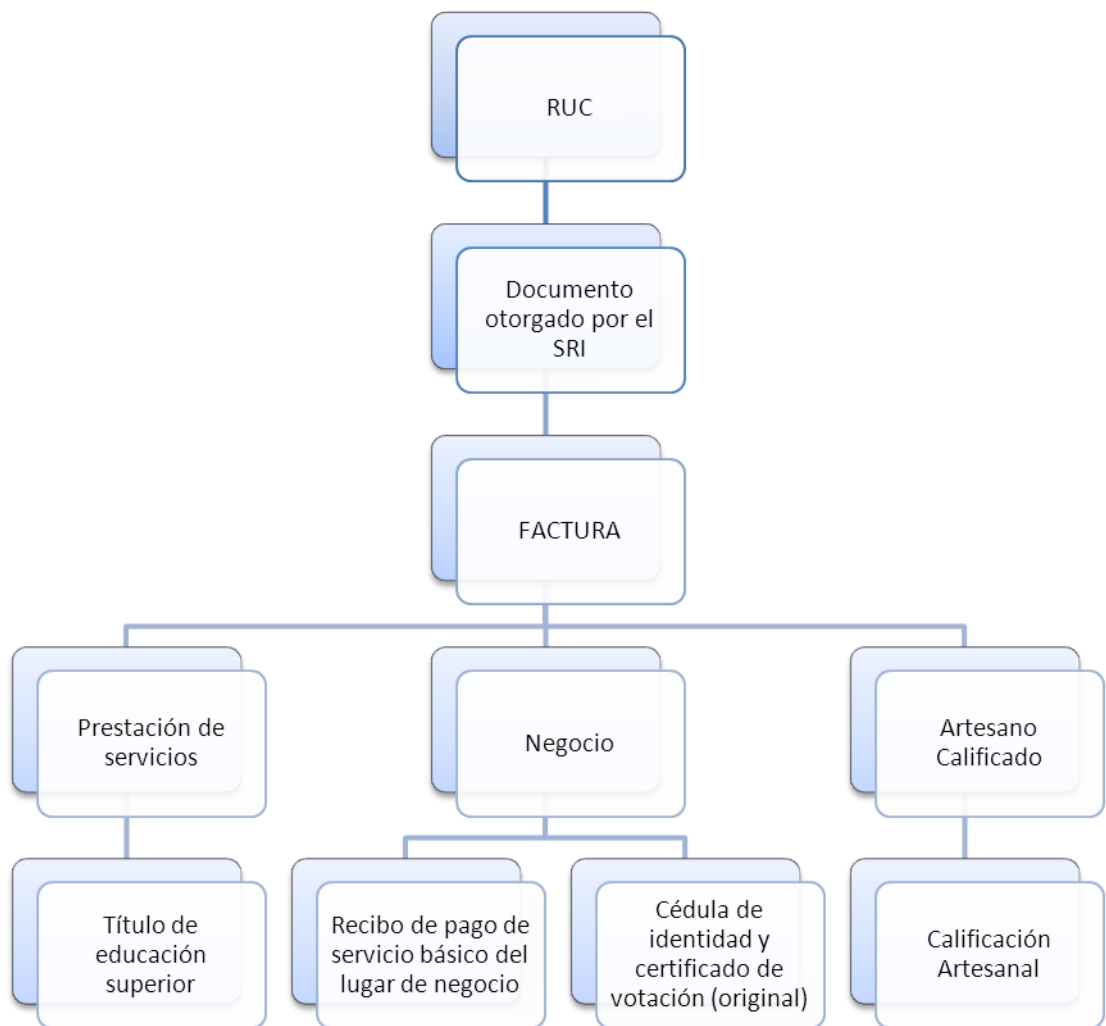 RUC
Documento
otorgado por el
SRI
FACTURA
Prestación de
servicios
Negocio
Artesano
Calificado
Título de
educación
superior
Recibo de pago de
servicio básico del
lugar de negocio
Cédula de
identidad y
certificado de
votación (original)
Calificación
Artesanal